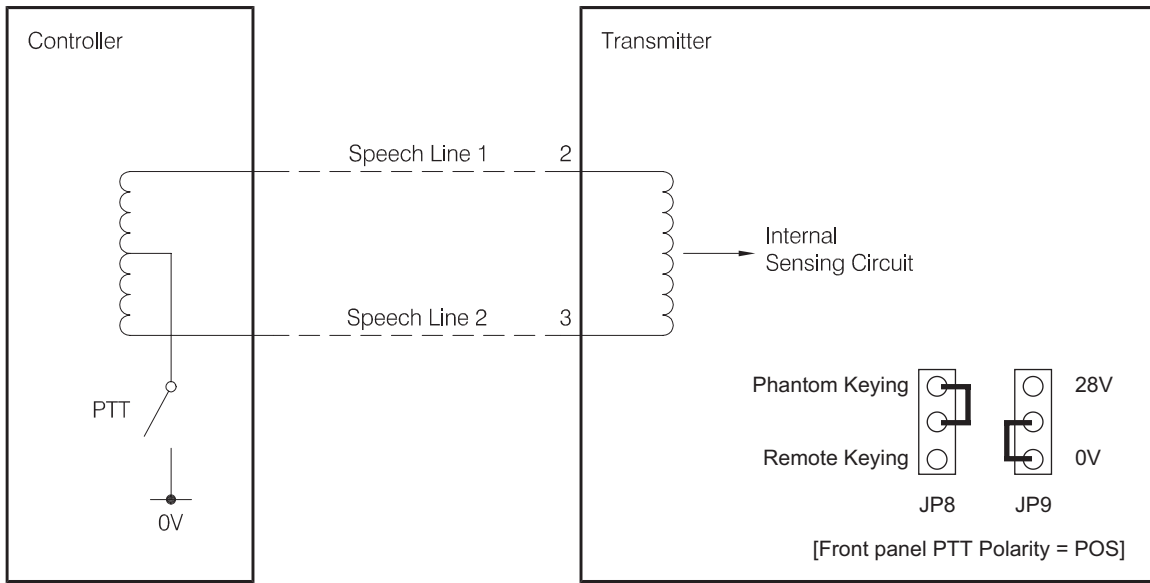 Controller
Transmitter
Speech Line 1
2
Internal
Sensing Circuit
Speech Line 2
3
PTT
0V
Phantom Keying
28V
Remote Keying
0V
JP8
JP9
[Front panel PTT Polarity = POS]